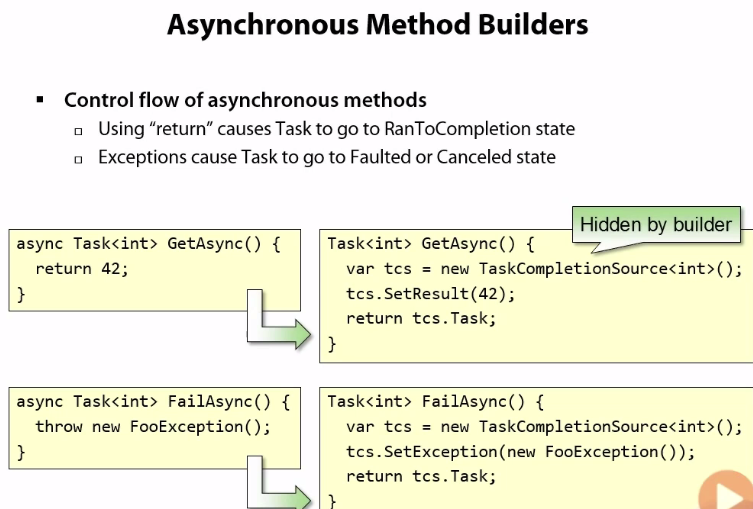 Asynchronous Method Builders
▪ Control flow of asynchronous methods
▫ Using “return” causes Task to go to RanToCompletion state
▫ Exceptions cause Task to go to Faulted or Canceled state
Hidden by builder
async Task<int> GetAsync() {
  return 42;
}
Task<int> GetAsync() {
  var tcs = new TaskCompletionSource<int>();
  tcs.SetResult(42);
  return tcs.Task;
}
async Task<int> FailAsync() {
  throw new FooException();
}
Task<int> FailAsync() {
  var tcs = new TaskCompletionSource<int>();
  tcs.SetException(new FooException());
  return tcs.Task;
}